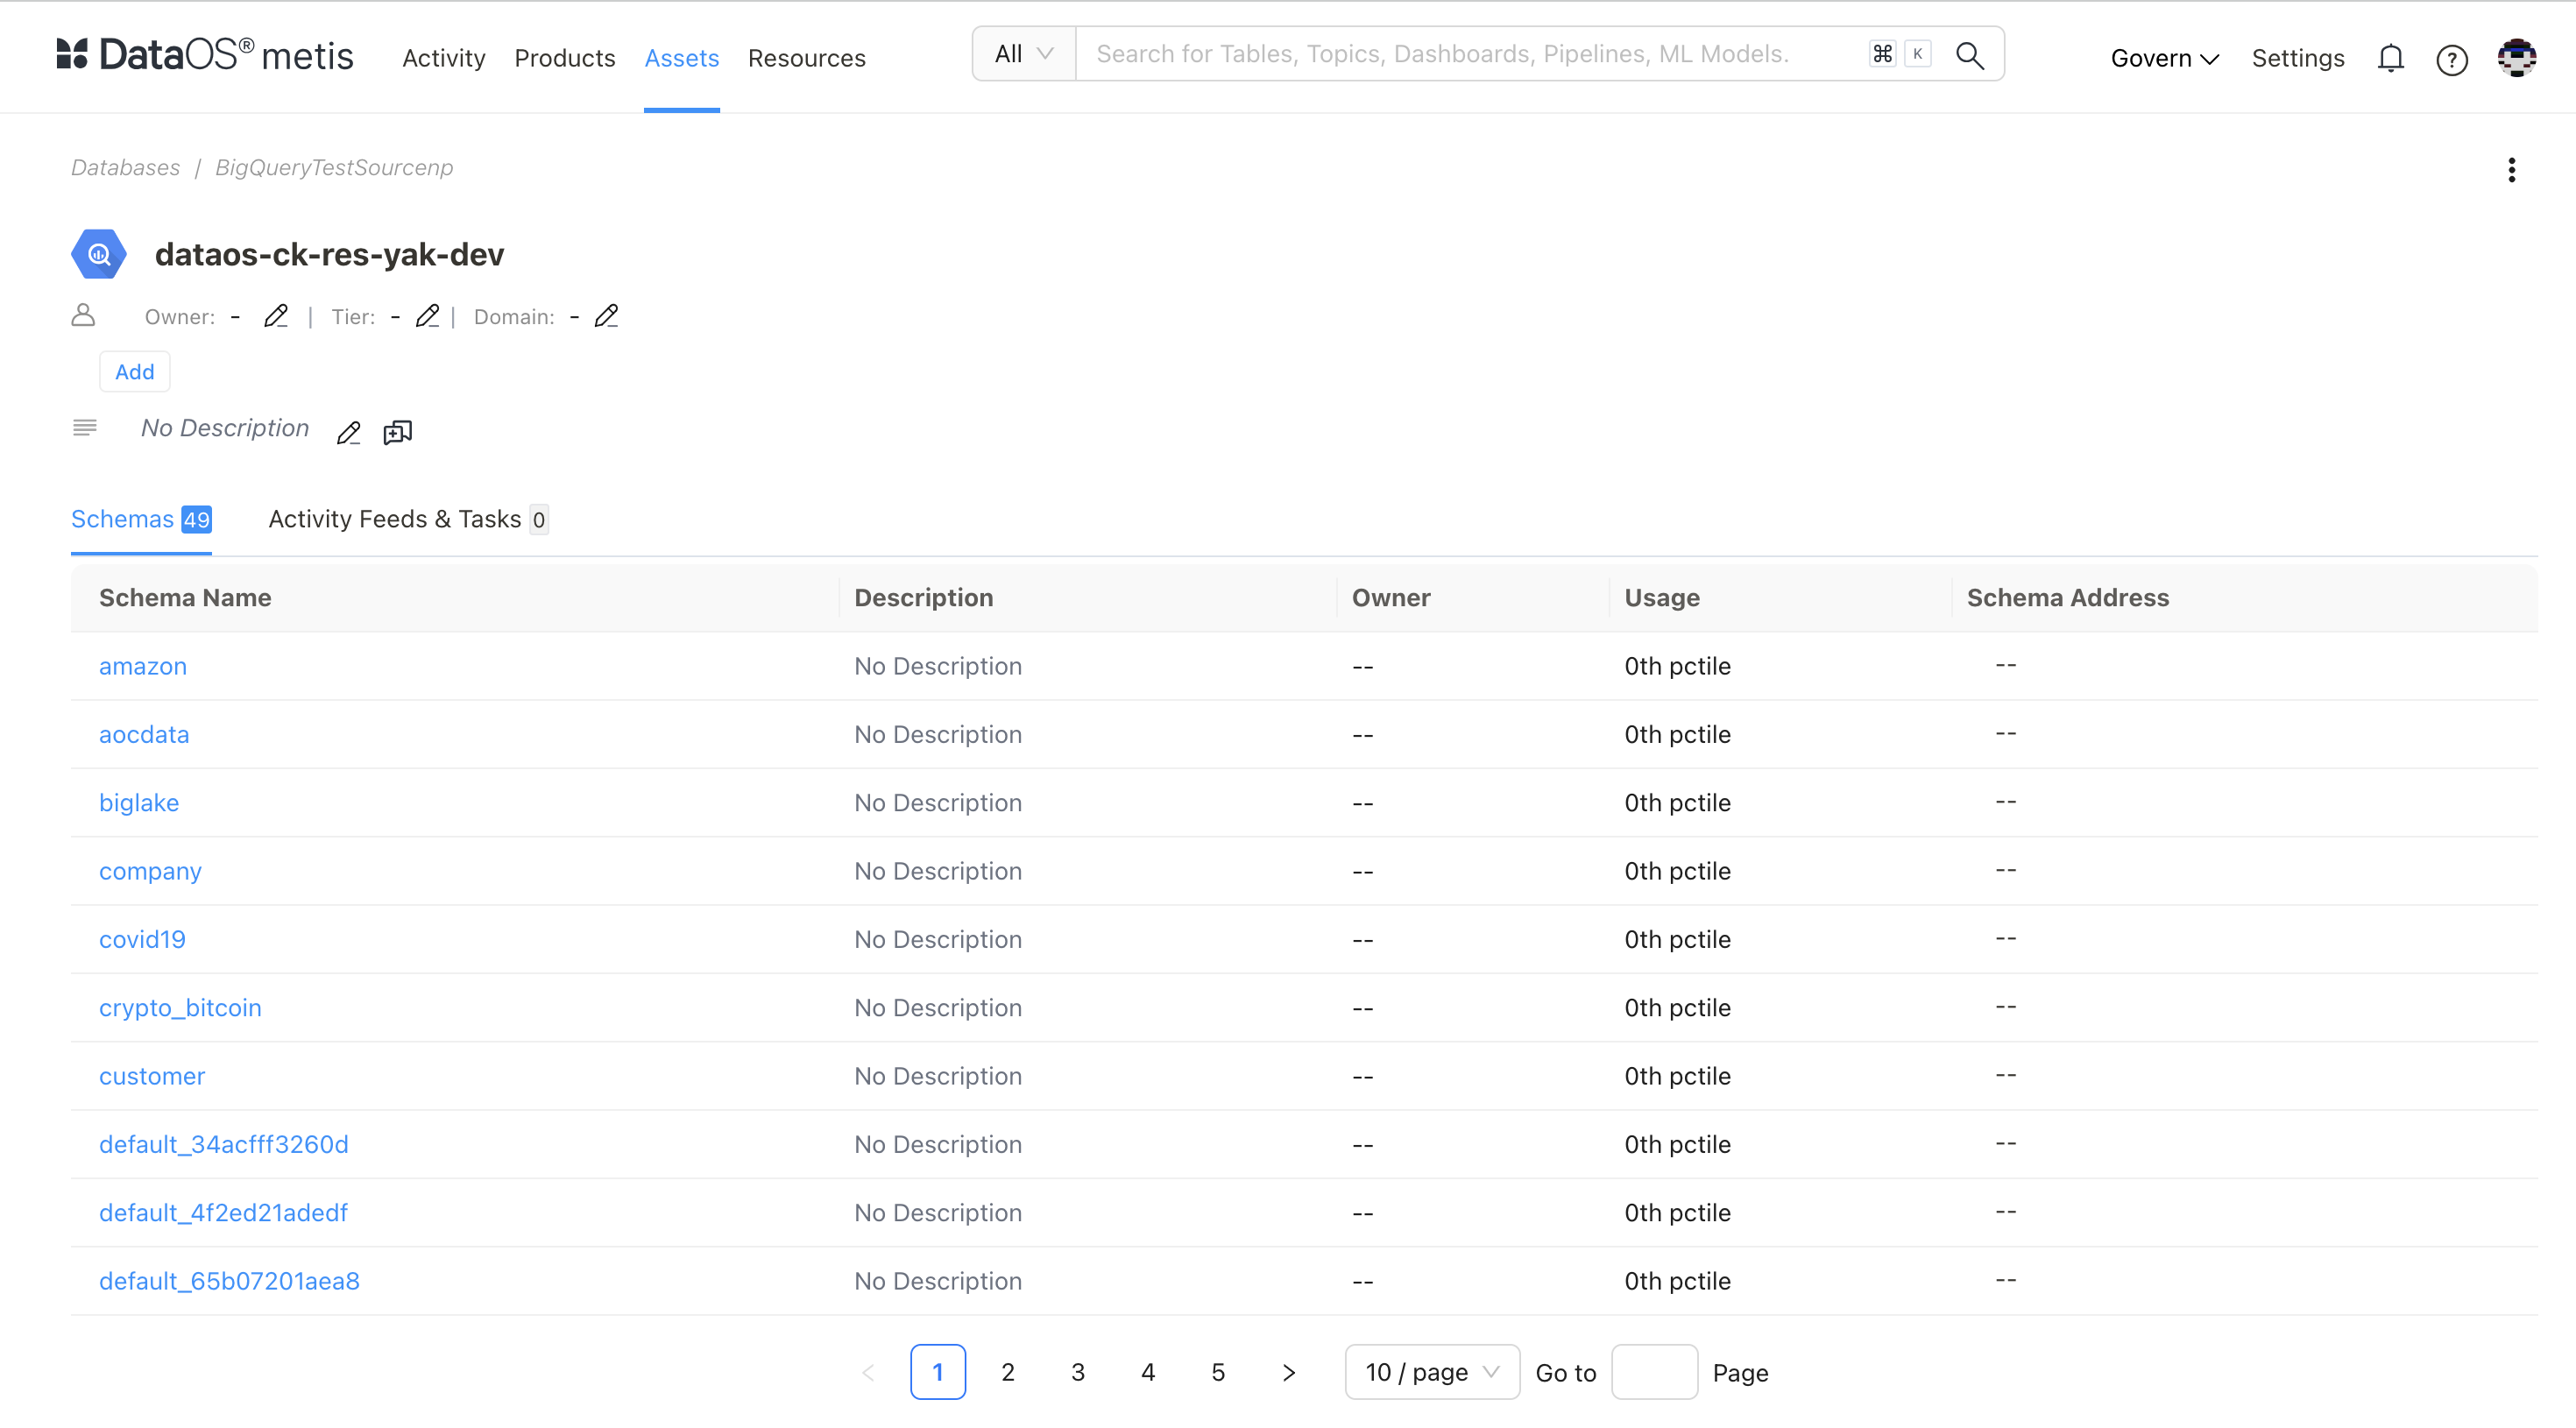 DataOS® metis Activity Products Assets Resources All Search for Tables, Topics, Dashboards, Pipelines, ML Models. ⌘ K Govern Settings
Databases / BigQueryTestSourcenp
dataos-ck-res-yak-dev
Owner: - | Tier: - | Domain: -
Add
No Description
Schemas 49 Activity Feeds & Tasks 0
Schema Name Description Owner Usage Schema Address
amazon No Description -- 0th pctile --
aocdata No Description -- 0th pctile --
biglake No Description -- 0th pctile --
company No Description -- 0th pctile --
covid19 No Description -- 0th pctile --
crypto_bitcoin No Description -- 0th pctile --
customer No Description -- 0th pctile --
default_34acfff3260d No Description -- 0th pctile --
default_4f2ed21adedf No Description -- 0th pctile --
default_65b07201aea8 No Description -- 0th pctile --
< 1 2 3 4 5 > 10 / page Go to Page